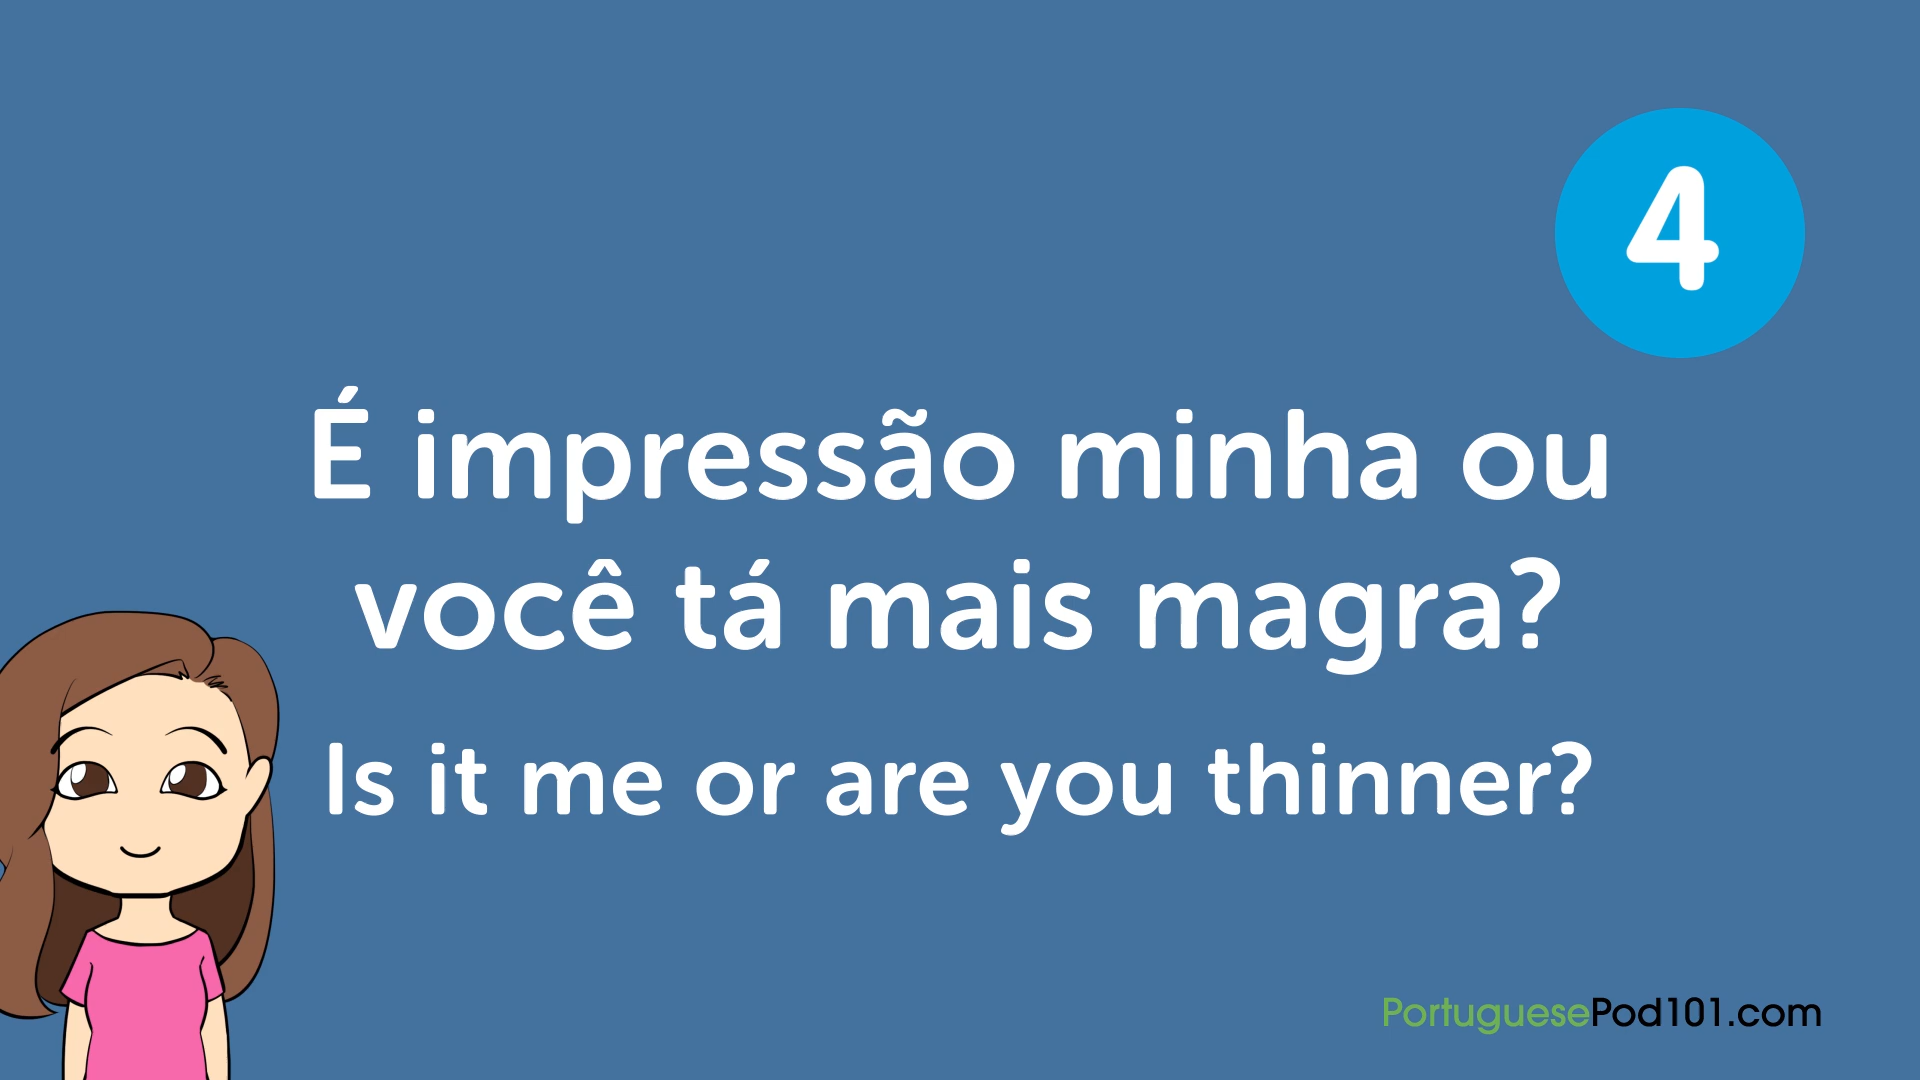 4
É impressão minha ou
você tá mais magra?
Is it me or are you thinner?
PortuguesePod101.com